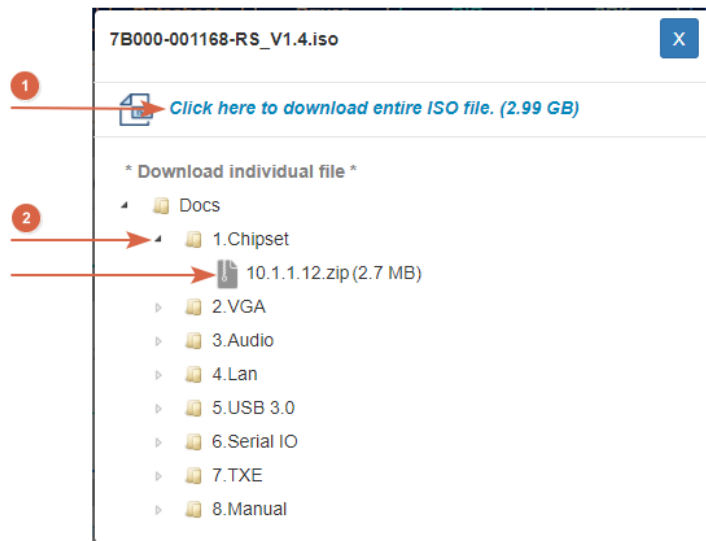 7B000-001168-RS_V1.4.iso
X
1
Click here to download entire ISO file. (2.99 GB)
* Download individual file *
Docs
2
1.Chipset
10.1.1.12.zip (2.7 MB)
2.VGA
3.Audio
4.Lan
5.USB 3.0
6.Serial IO
7.TXE
8.Manual